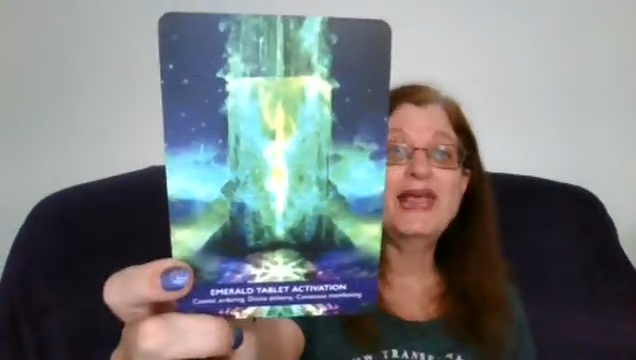 EMERALD TABLET ACTIVATION
Cosmic ordering, Divine alchemy, Conscious manifesting